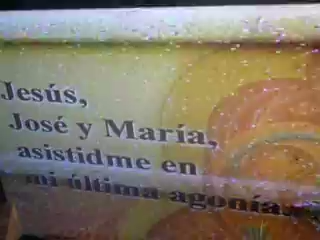 Jesús,
José y María,
asistidme en
mi última agonía.